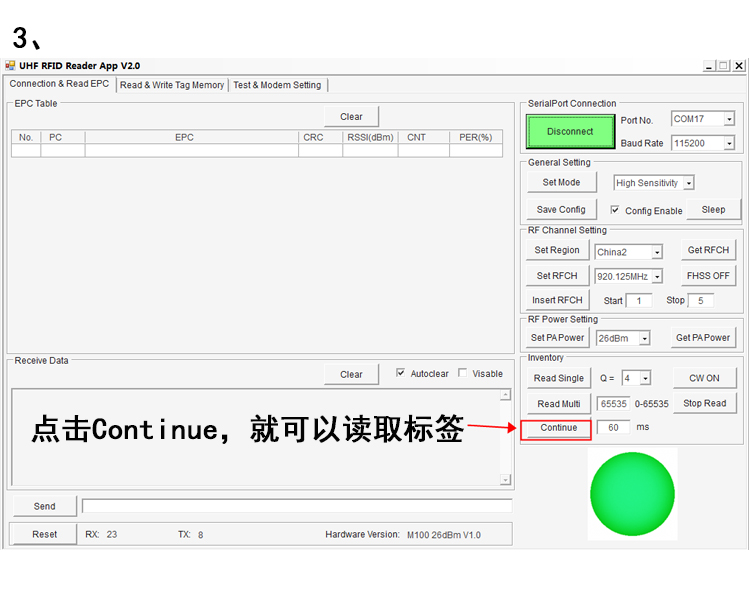 3、
UHF RFID Reader App V2.0
Connection & Read EPC Read & Write Tag Memory Test & Modem Setting
EPC Table
Clear
No. PC EPC CRC RSSI(dBm) CNT PER(%)
SerialPort Connection
Disconnect Port No. COM17
Baud Rate 115200
General Setting
Set Mode High Sensitivity
Save Config Config Enable Sleep
RF Channel Setting
Set Region China2 Get RFCH
Set RFCH 920.125MHz FHSS OFF
Insert RFCH Start 1 Stop 5
RF Power Setting
Set PA Power 26dBm Get PA Power
Inventory
Read Single Q = 4 CW ON
Read Multi 65535 0-65535 Stop Read
Continue 60 ms
Receive Data
Clear Autoclear Visable
点击Continue，就可以读取标签
Send
Reset RX: 23 TX: 8 Hardware Version: M100 26dBm V1.0